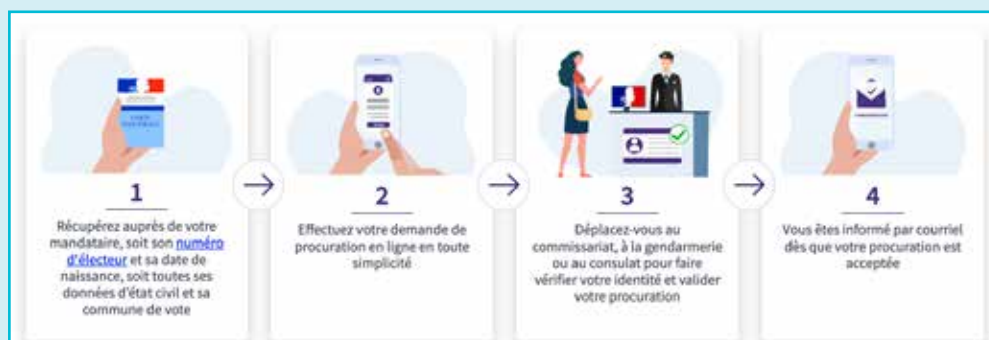 1
Récupérez auprès de votre
mandataire, soit son numéro
d'électeur et sa date de
naissance, soit toutes ses
données d'état civil et sa
commune de vote
2
Effectuez votre demande de
procuration en ligne en toute
simplicité
3
Déplacez-vous au
commissariat, à la gendarmerie
ou au consulat pour faire
vérifier votre identité et valider
votre procuration
4
Vous êtes informé par courriel
dès que votre procuration est
acceptée